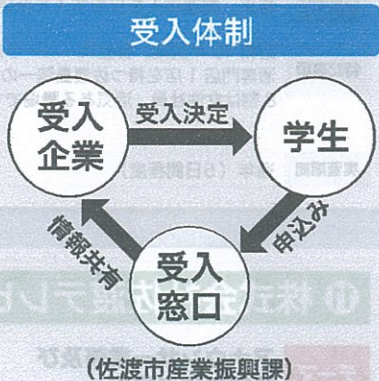 受入体制
受入
企業
受入決定
学生
申込み
情報共有
受入
窓口
(佐渡市産業振興課)